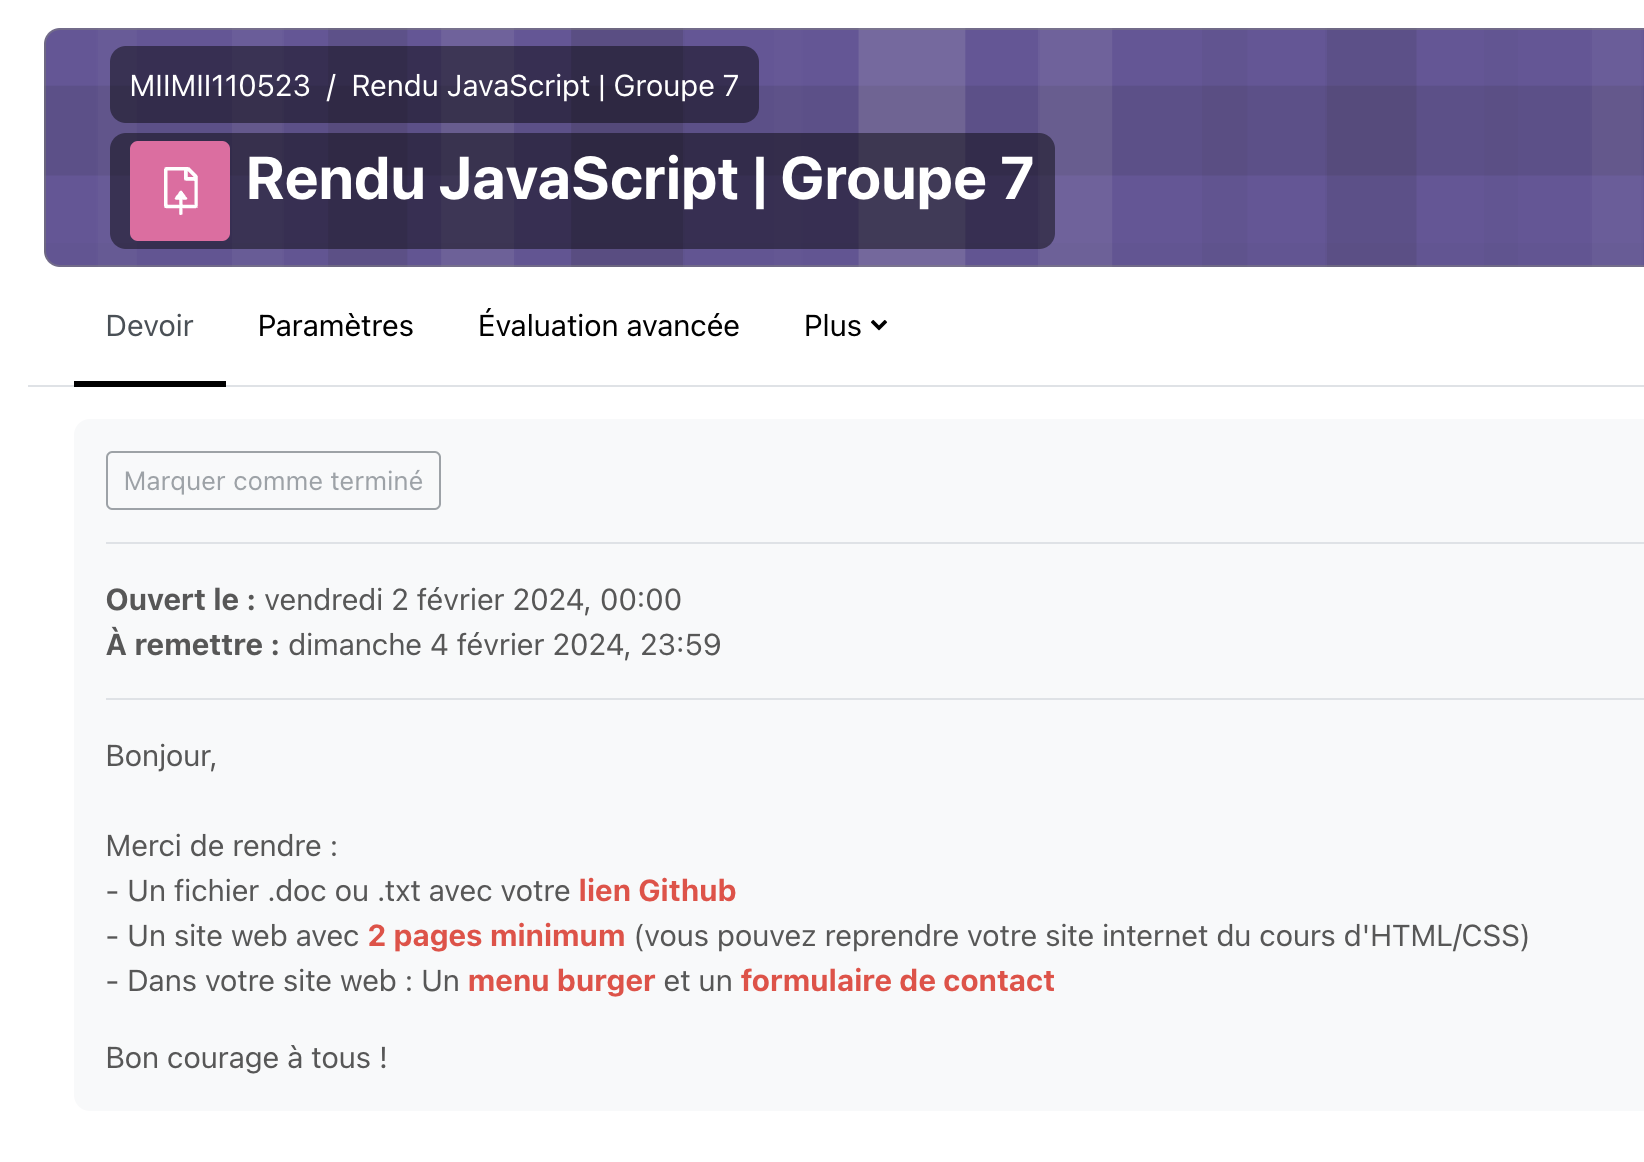 MIIMII110523 / Rendu JavaScript | Groupe 7
Rendu JavaScript | Groupe 7
Devoir Paramètres Évaluation avancée Plus
Marquer comme terminé
Ouvert le : vendredi 2 février 2024, 00:00
À remettre : dimanche 4 février 2024, 23:59
Bonjour,
Merci de rendre :
- Un fichier .doc ou .txt avec votre lien Github
- Un site web avec 2 pages minimum (vous pouvez reprendre votre site internet du cours d'HTML/CSS)
- Dans votre site web : Un menu burger et un formulaire de contact
Bon courage à tous !